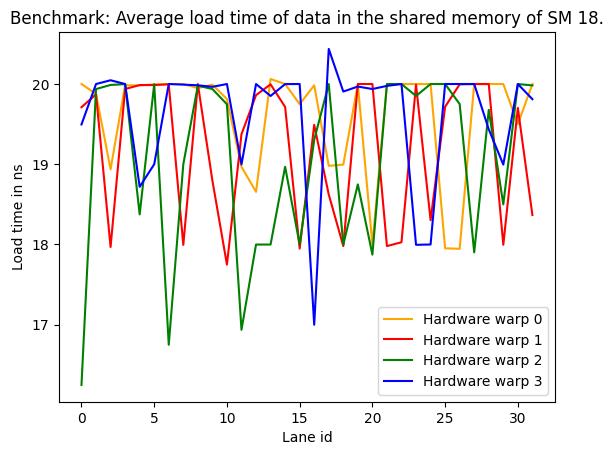 Benchmark: Average load time of data in the shared memory of SM 18.
Load time in ns
20
19
18
17
0
5
10
15
20
25
30
Lane id
Hardware warp 0
Hardware warp 1
Hardware warp 2
Hardware warp 3